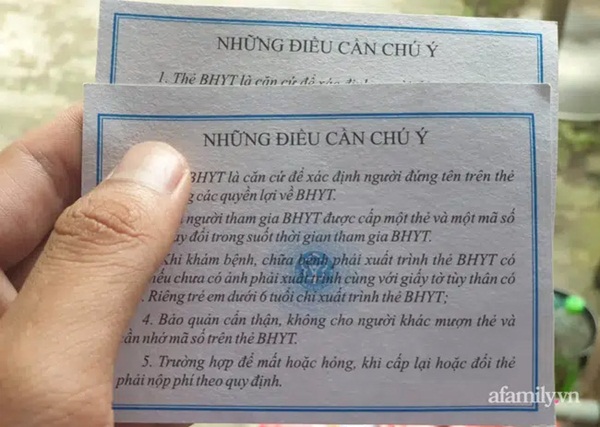 NHỮNG ĐIỀU CẦN CHÚ Ý
1. Thẻ BHYT là căn cứ để xác định
NHỮNG ĐIỀU CẦN CHÚ Ý
BHYT là căn cứ để xác định người đứng tên trên thẻ
các quyền lợi về BHYT.
người tham gia BHYT được cấp một thẻ và một mã số
đổi trong suốt thời gian tham gia BHYT.
Khi khám bệnh, chữa bệnh phải xuất trình thẻ BHYT có
nếu chưa có ảnh phải xuất trình cùng với giấy tờ tùy thân có
. Riêng trẻ em dưới 6 tuổi chỉ xuất trình thẻ BHYT;
4. Bảo quản cẩn thận, không cho người khác mượn thẻ và
cần nhớ mã số trên thẻ BHYT.
5. Trường hợp để mất hoặc hỏng, khi cấp lại hoặc đổi thẻ
phải nộp phí theo quy định.
afamily.vn